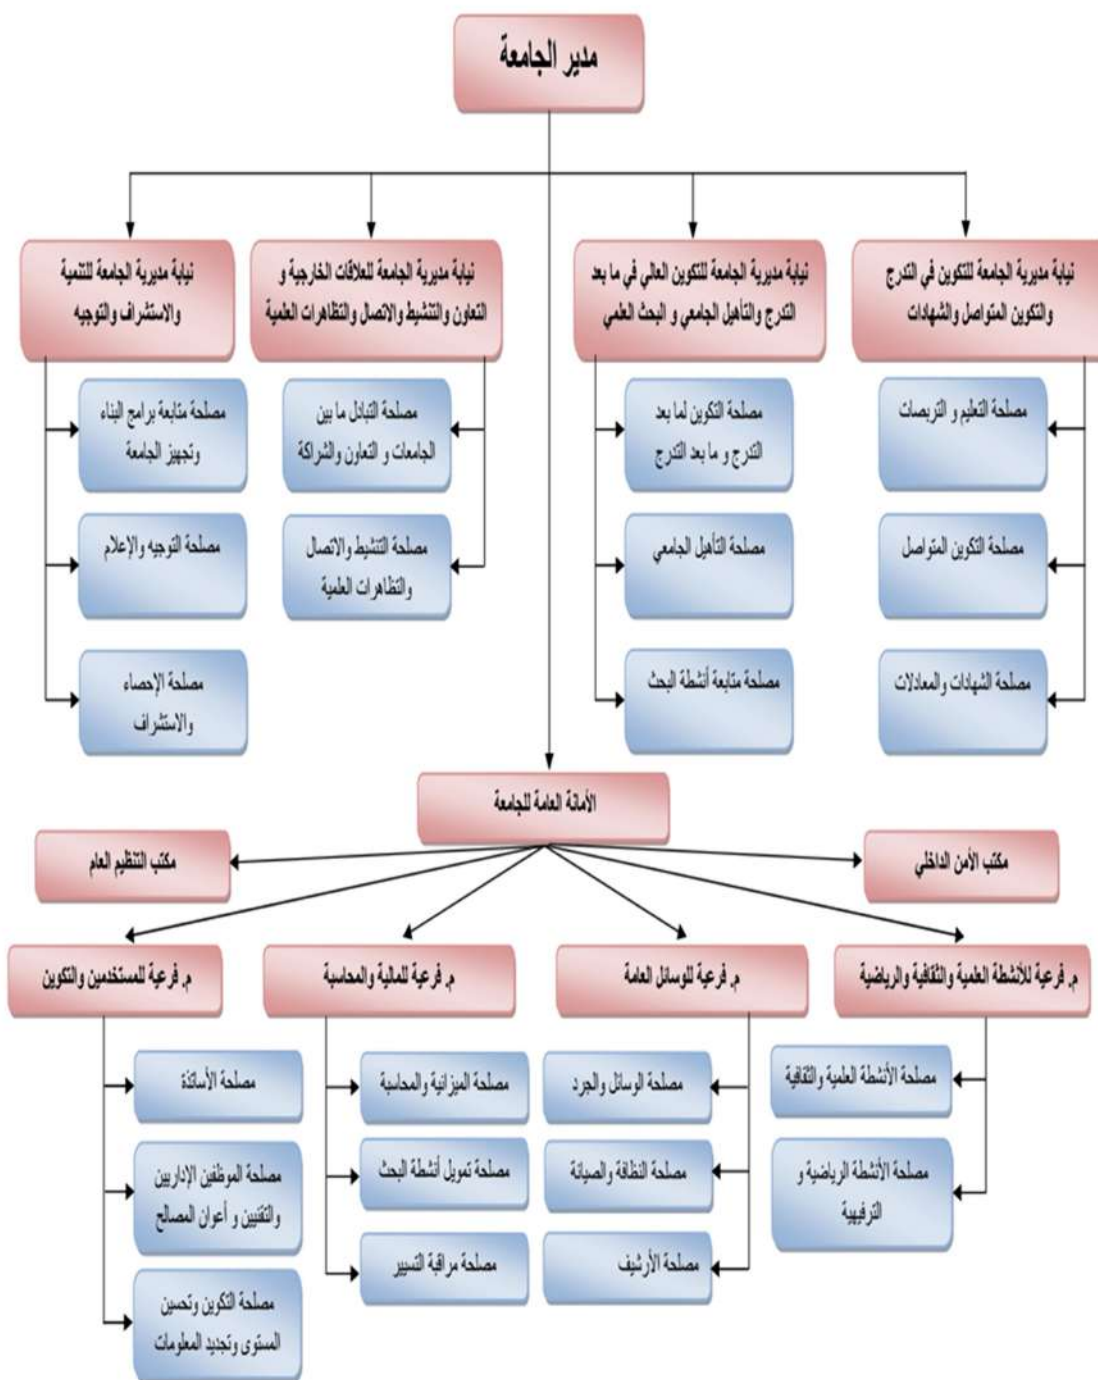 مدير الجامعة
نيابة مديرية الجامعة للتكوين في التدرج
والتكوين المتواصل والشهادات
نيابة مديرية الجامعة للتكوين العالي في ما بعد
التدرج والتأهيل الجامعي و البحث العلمي
نيابة مديرية الجامعة للعلاقات الخارجية و
التعاون والتنشيط والاتصال والتظاهرات العلمية
نيابة مديرية الجامعة للتنمية
والاستشراف والتوجيه
مصلحة التعليم و التربصات
مصلحة التكوين المتواصل
مصلحة الشهادات والمعادلات
مصلحة التكوين لما بعد
التدرج و ما بعد التدرج
مصلحة التأهيل الجامعي
مصلحة متابعة أنشطة البحث
مصلحة التبادل ما بين
الجامعات و التعاون والشراكة
مصلحة التنشيط والاتصال
والتظاهرات العلمية
مصلحة متابعة برامج البناء
وتجهيز الجامعة
مصلحة التوجيه والإعلام
مصلحة الإحصاء
والاستشراف
الأمانة العامة للجامعة
مكتب الأمن الداخلي
مكتب التنظيم العام
م. فرعية للأنشطة العلمية والثقافية والرياضية
م. فرعية للوسائل العامة
م. فرعية للمالية والمحاسبة
م. فرعية للمستخدمين والتكوين
مصلحة الأنشطة العلمية والثقافية
مصلحة الأنشطة الرياضية و
الترفيهية
مصلحة الوسائل والجرد
مصلحة النظافة والصيانة
مصلحة الأرشيف
مصلحة الميزانية والمحاسبة
مصلحة تمويل أنشطة البحث
مصلحة مراقبة التسيير
مصلحة الأساتذة
مصلحة الموظفين الإداريين
والتقنيين و أعوان المصالح
مصلحة التكوين وتحسين
المستوى وتجديد المعلومات